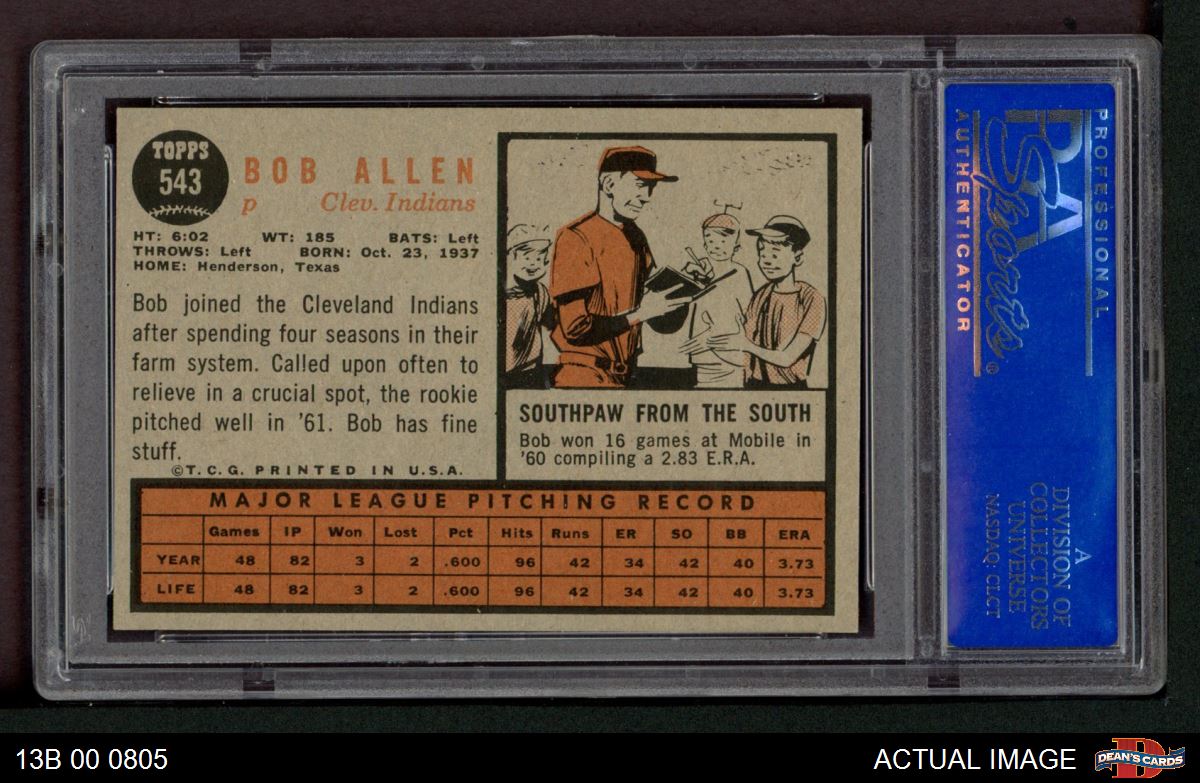 TOPPS
543
BOB ALLEN
p Clev. Indians
HT: 6:02 WT: 185 BATS: Left
THROWS: Left BORN: Oct. 23, 1937
HOME: Henderson, Texas
Bob joined the Cleveland Indians
after spending four seasons in their
farm system. Called upon often to
relieve in a crucial spot, the rookie
pitched well in '61. Bob has fine
stuff.
©T.C.G. PRINTED IN U.S.A.
SOUTHPAW FROM THE SOUTH
Bob won 16 games at Mobile in
'60 compiling a 2.83 E.R.A.
MAJOR LEAGUE PITCHING RECORD
Games IP Won Lost Pct Hits Runs ER SO BB ERA
YEAR 48 82 3 2 .600 96 42 34 42 40 3.73
LIFE 48 82 3 2 .600 96 42 34 42 40 3.73
PROFESSIONAL
PSA
Sports®
AUTHENTICATOR
A
DIVISION OF
COLLECTORS
UNIVERSE
NASDAQ: CLCT
13B 00 0805
ACTUAL IMAGE
DEAN'S CARDS